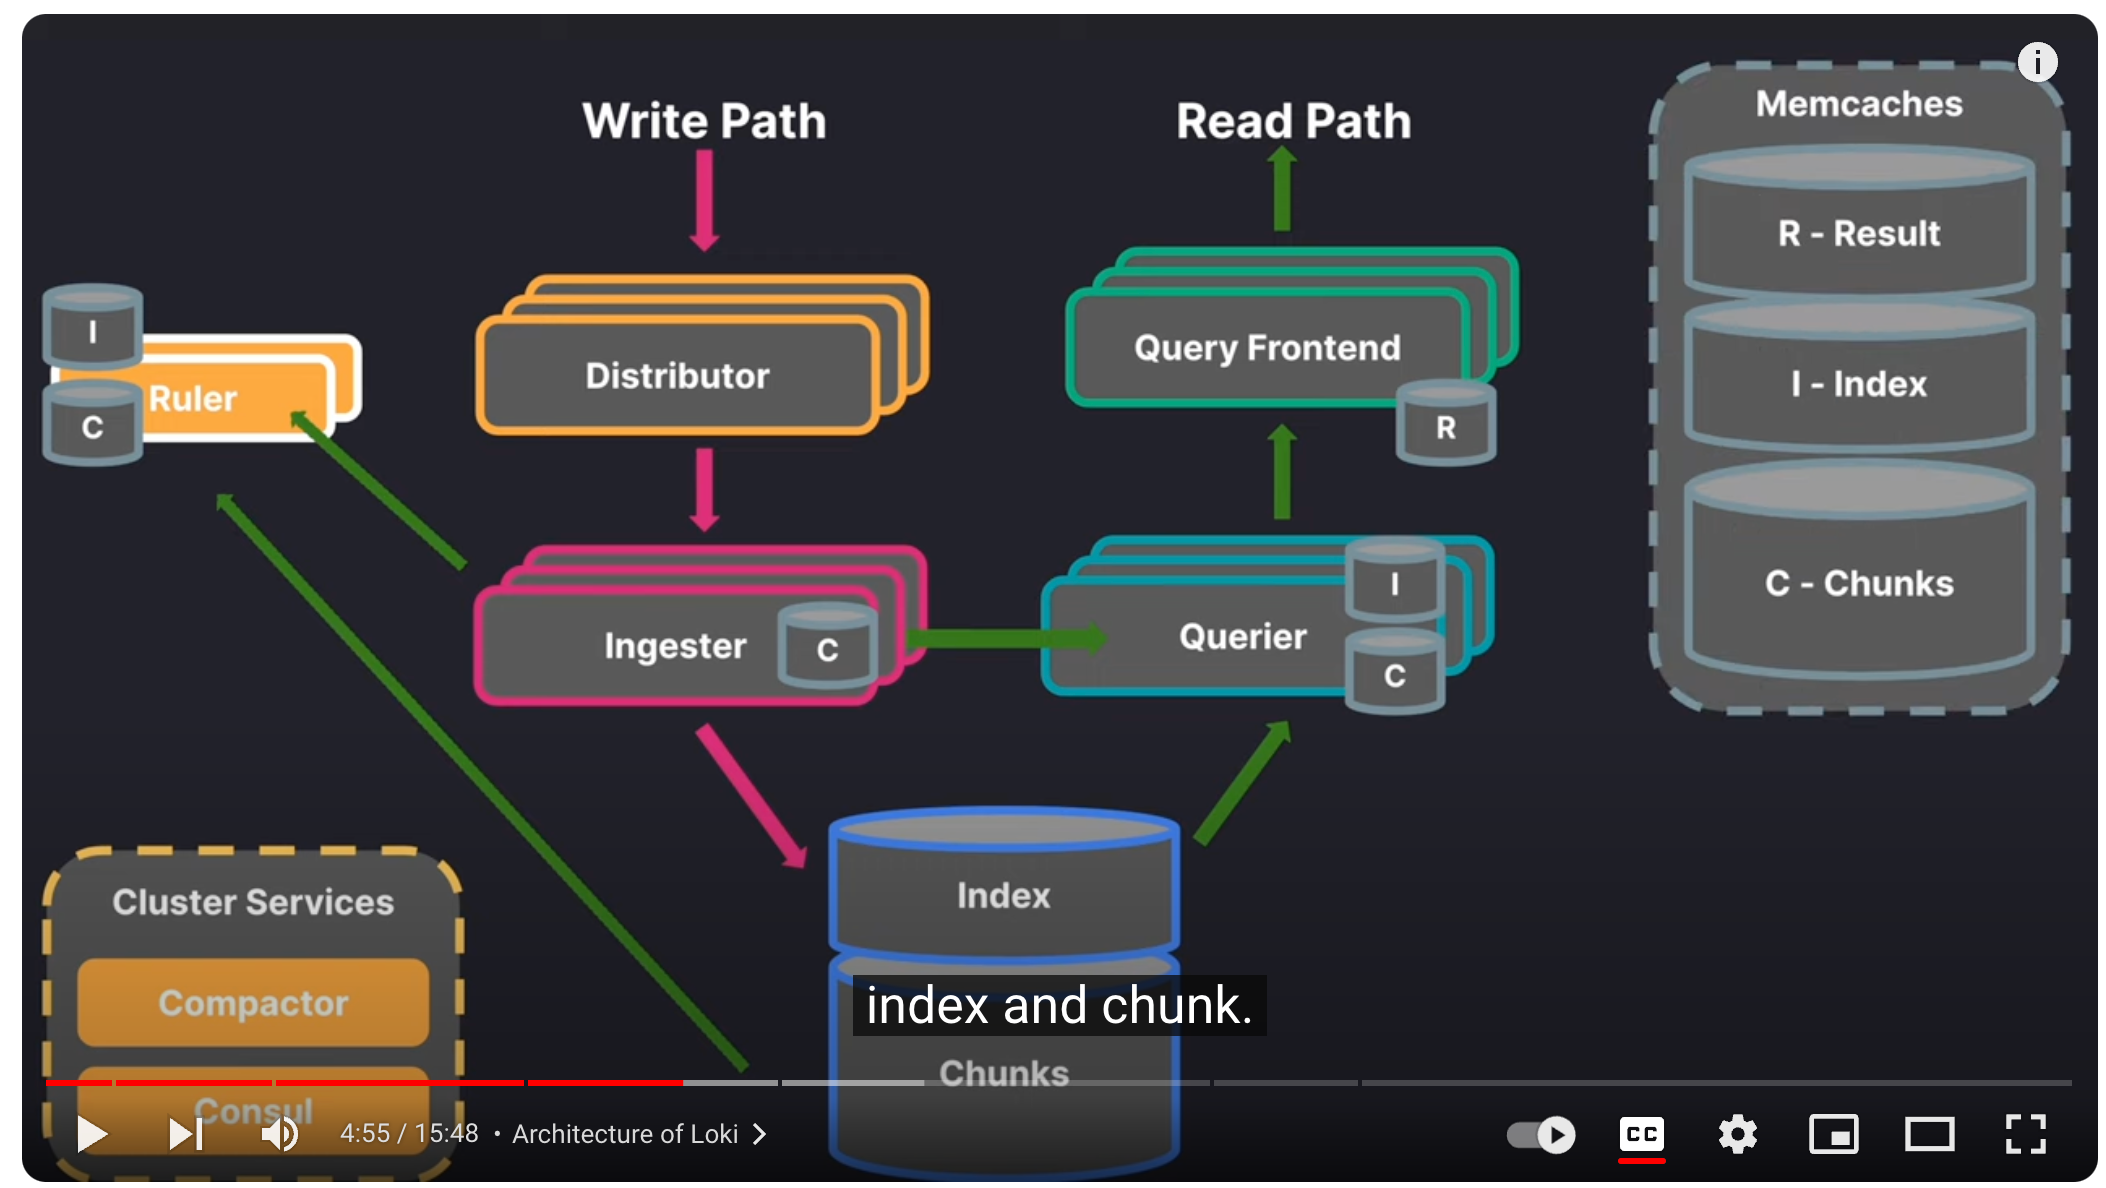 Write Path
Read Path
Memcaches
R - Result
I - Index
C - Chunks
I
C
Ruler
Distributor
Query Frontend
R
Ingester
C
Querier
I
C
Index
Chunks
Cluster Services
Compactor
Consul
index and chunk.
4:55 / 15:48 • Architecture of Loki
CC